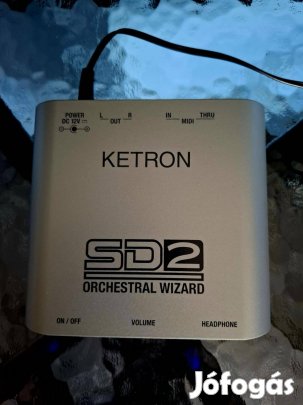 POWER L R IN THRU
DC 12V OUT MIDI
KETRON
SD2
ORCHESTRAL WIZARD
ON / OFF VOLUME HEADPHONE
Jófogás